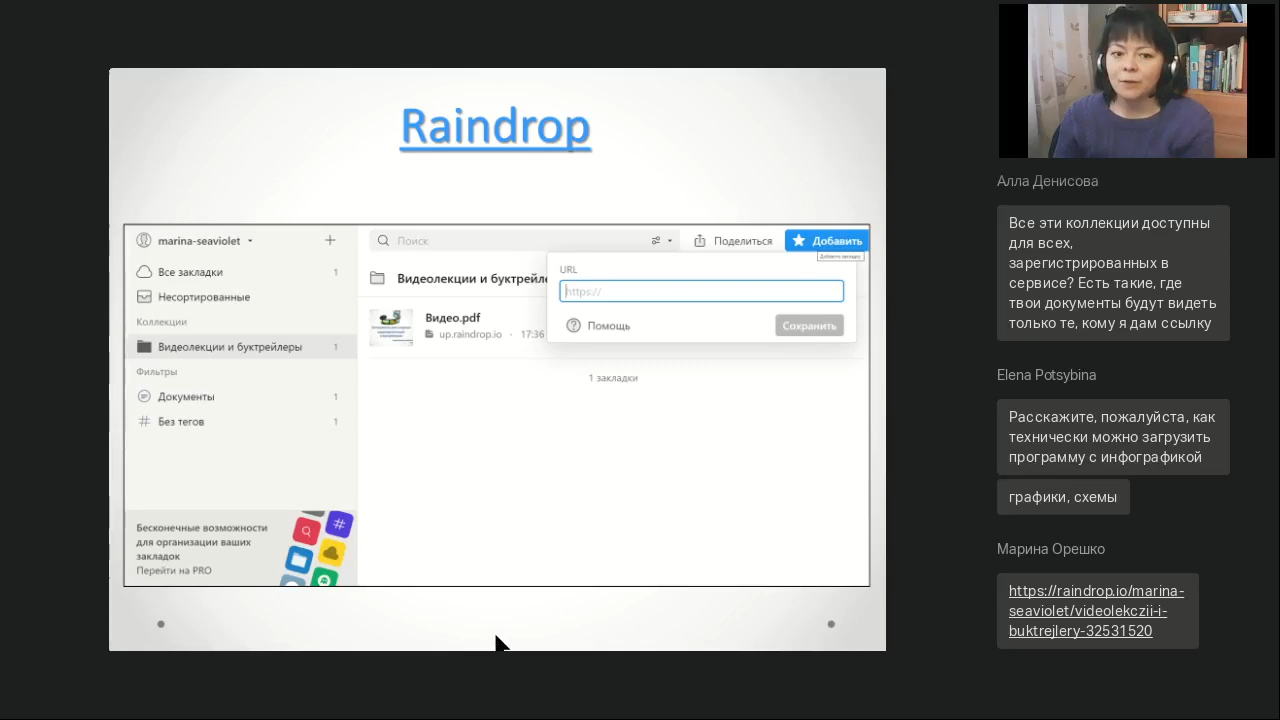 Raindrop
marina-seaviolet
Все закладки 1
Несортированные
Коллекции
Видеолекции и буктрейлеры 1
Фильтры
Документы 1
Без тегов 1
Бесконечные возможности
для организации ваших
закладок
Перейти на PRO
Поиск
Поделиться
Добавить
Добавить закладку
Видеолекции и буктрейле
URL
https://
Помощь
Сохранить
Видео.pdf
up.raindrop.io · 17:36
1 закладки
Алла Денисова
Все эти коллекции доступны
для всех,
зарегистрированных в
сервисе? Есть такие, где
твои документы будут видеть
только те, кому я дам ссылку
Elena Potsybina
Расскажите, пожалуйста, как
технически можно загрузить
программу с инфографикой
графики, схемы
Марина Орешко
https://raindrop.io/marina-
seaviolet/videolekczii-i-
buktrejlery-32531520